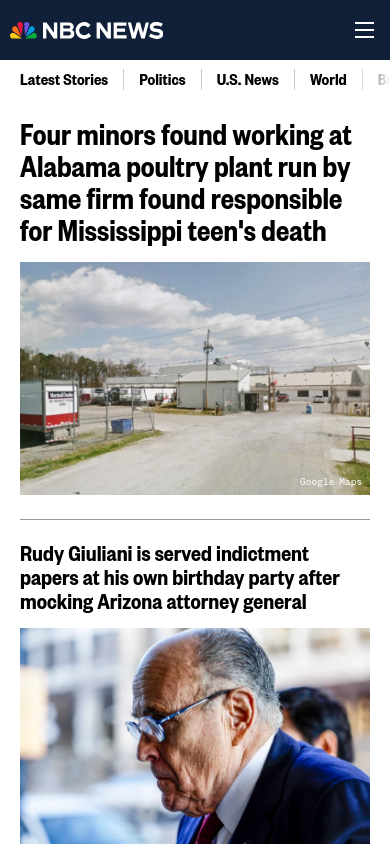 NBC NEWS
Latest Stories
Politics
U.S. News
World
Four minors found working at
Alabama poultry plant run by
same firm found responsible
for Mississippi teen's death
Google Maps
Rudy Giuliani is served indictment
papers at his own birthday party after
mocking Arizona attorney general